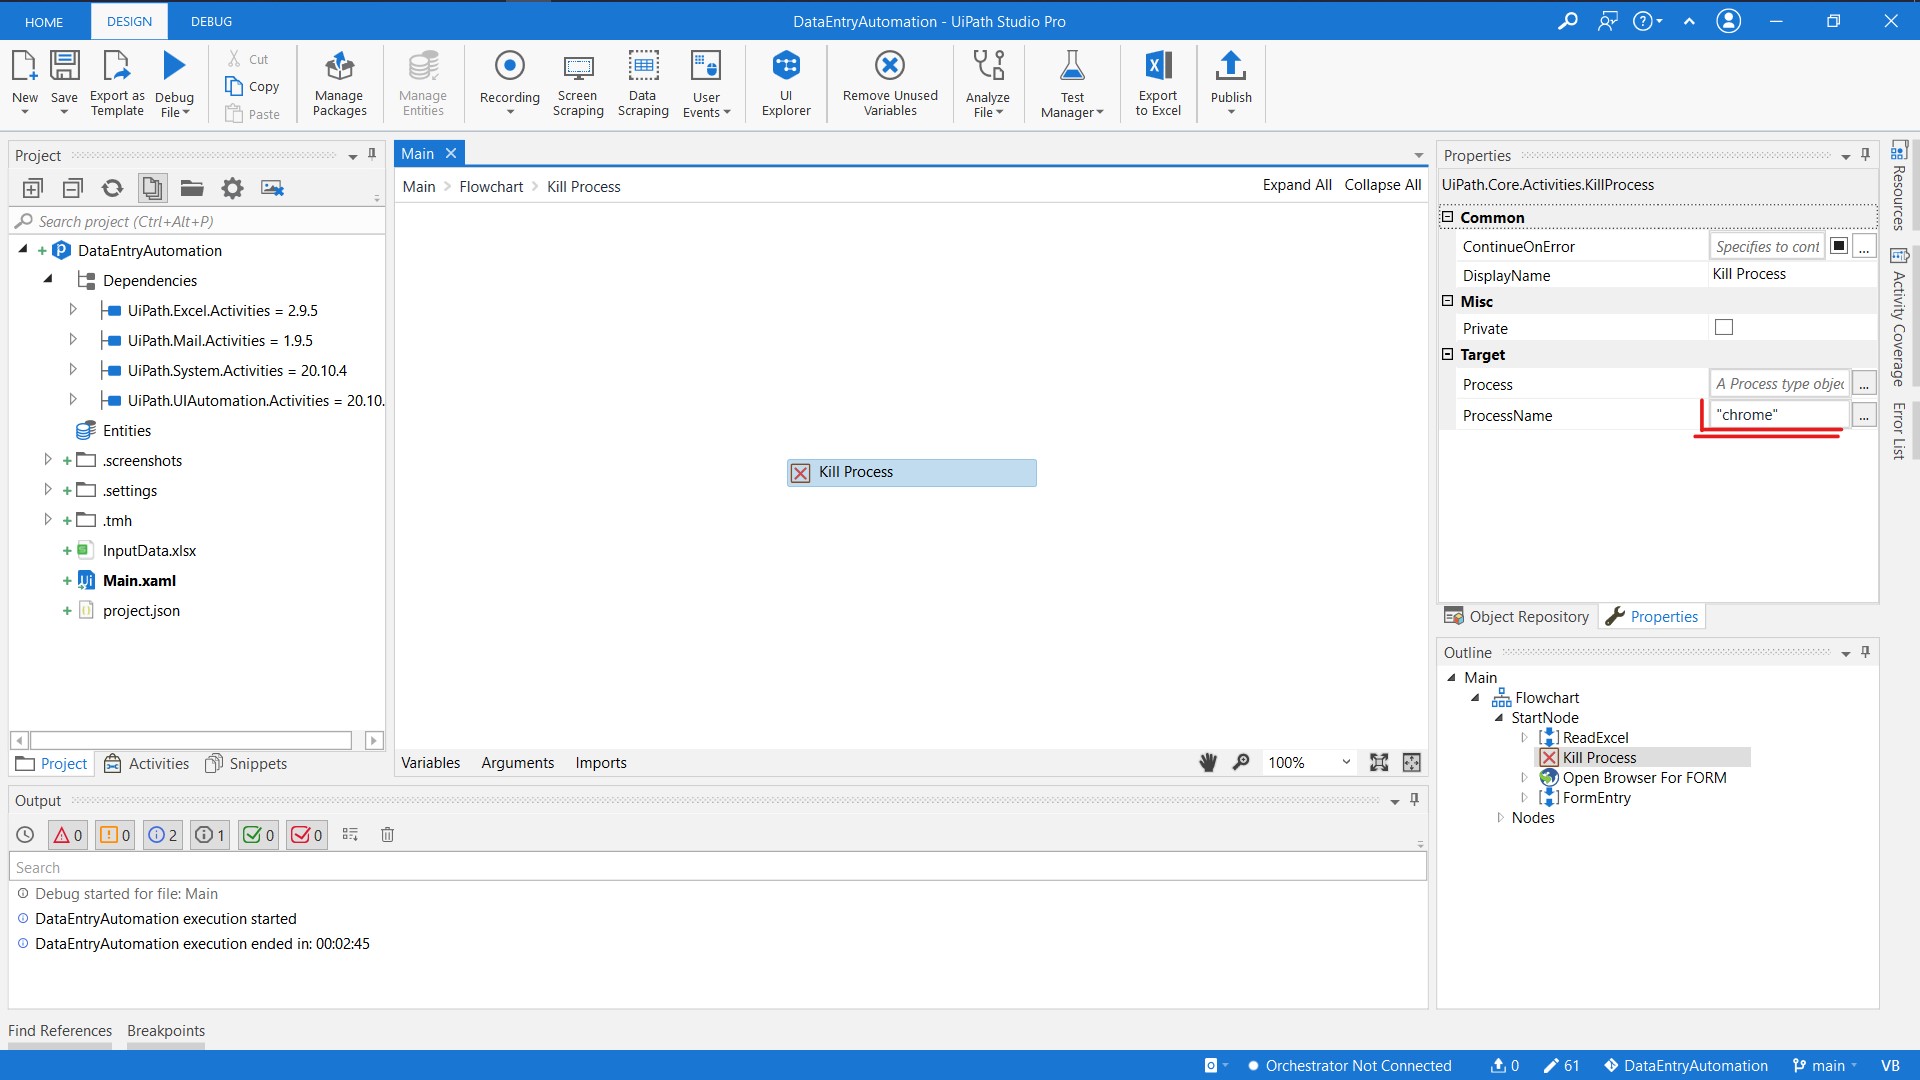 HOME DESIGN DEBUG DataEntryAutomation - UiPath Studio Pro
New Save Export as Template Debug File Cut Copy Paste Manage Packages Manage Entities Recording Screen Scraping Data Scraping User Events UI Explorer Remove Unused Variables Analyze File Test Manager Export to Excel Publish
Project
Search project (Ctrl+Alt+P)
DataEntryAutomation
Dependencies
UiPath.Excel.Activities = 2.9.5
UiPath.Mail.Activities = 1.9.5
UiPath.System.Activities = 20.10.4
UiPath.UIAutomation.Activities = 20.10.
Entities
.screenshots
.settings
.tmh
InputData.xlsx
Main.xaml
project.json
Project Activities Snippets
Main
Main Flowchart Kill Process Expand All Collapse All
Kill Process
Variables Arguments Imports 100%
Properties
UiPath.Core.Activities.KillProcess
Common
ContinueOnError Specifies to cont ...
DisplayName Kill Process
Misc
Private
Target
Process A Process type objec ...
ProcessName "chrome" ...
Object Repository Properties
Resources
Activity Coverage
Error List
Outline
Main
Flowchart
StartNode
ReadExcel
Kill Process
Open Browser For FORM
FormEntry
Nodes
Output
0 0 2 1 0 0
Search
Debug started for file: Main
DataEntryAutomation execution started
DataEntryAutomation execution ended in: 00:02:45
Find References Breakpoints
Orchestrator Not Connected 0 61 DataEntryAutomation main VB